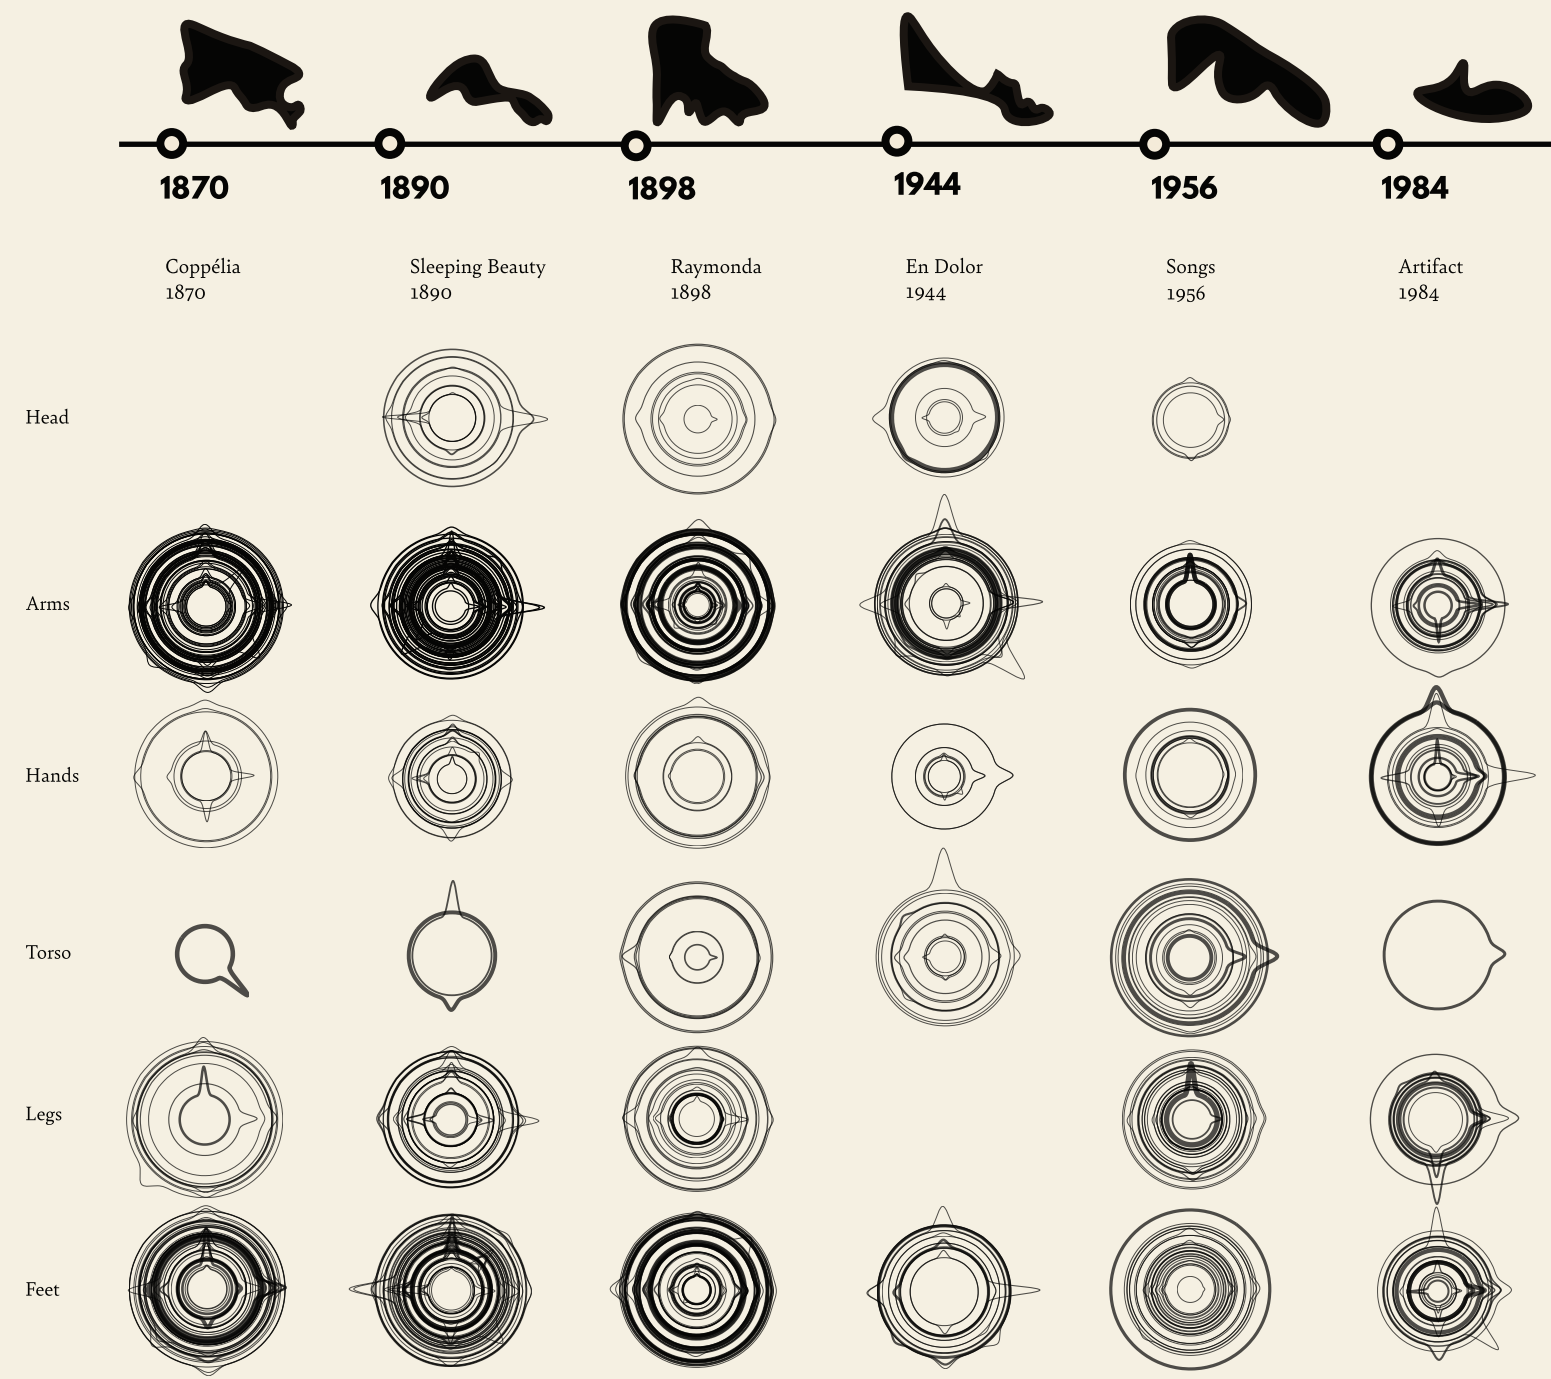 1870
1890
1898
1944
1956
1984
Coppélia
1870
Sleeping Beauty
1890
Raymonda
1898
En Dolor
1944
Songs
1956
Artifact
1984
Head
Arms
Hands
Torso
Legs
Feet